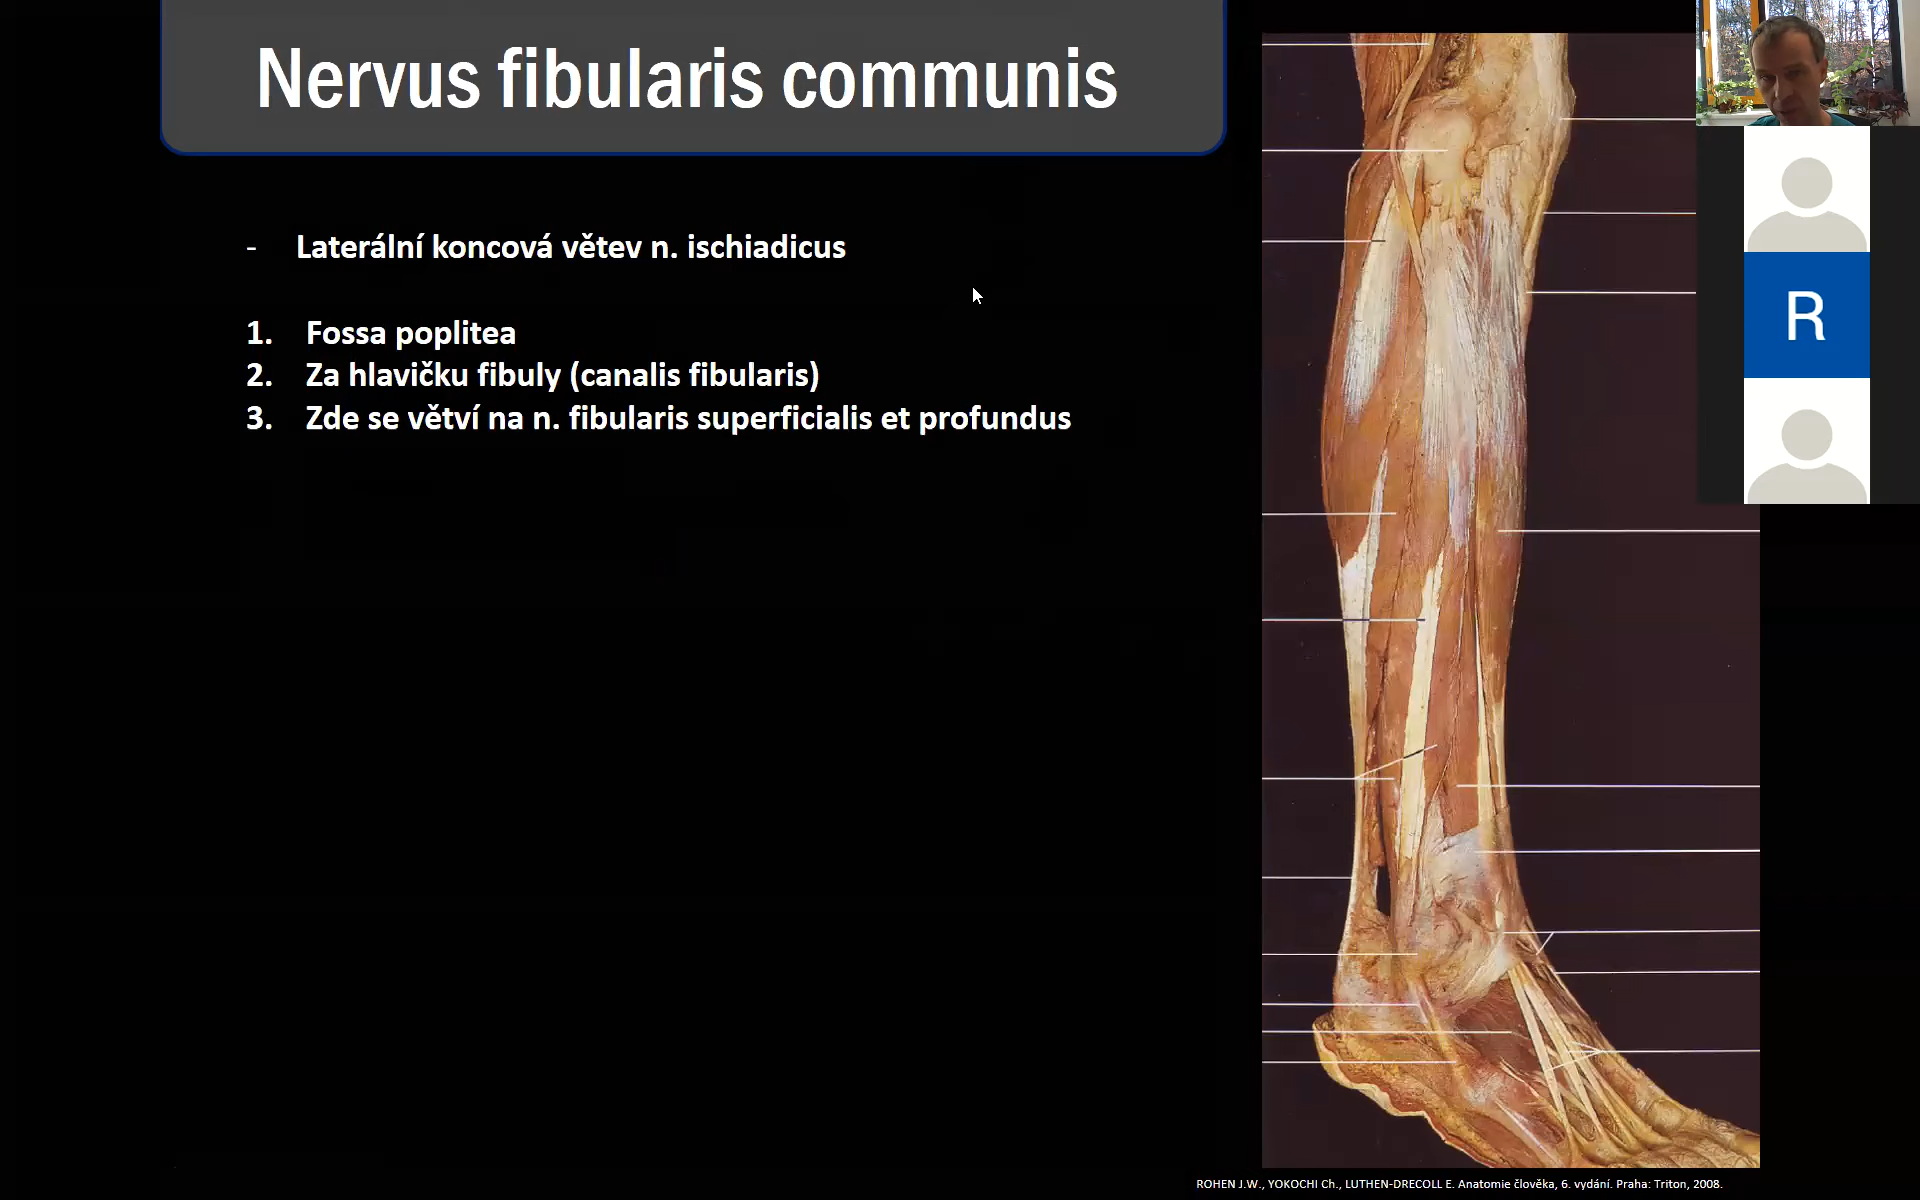 Nervus fibularis communis
- Laterální koncová větev n. ischiadicus
1. Fossa poplitea
2. Za hlavičku fibuly (canalis fibularis)
3. Zde se větví na n. fibularis superficialis et profundus
R
ROHEN J.W., YOKOCHI Ch., LUTHEN-DRECOLL E. Anatomie člověka, 6. vydání. Praha: Triton, 2008.